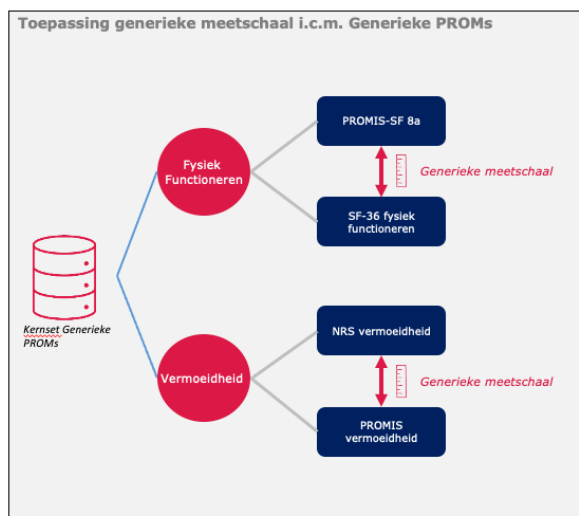 Toepassing generieke meetschaal i.c.m. Generieke PROMs
PROMIS-SF 8a
Fysiek
Functioneren
Generieke meetschaal
SF-36 fysiek
functioneren
Kernset Generieke
PROMs
NRS vermoeidheid
Vermoeidheid
Generieke meetschaal
PROMIS
vermoeidheid